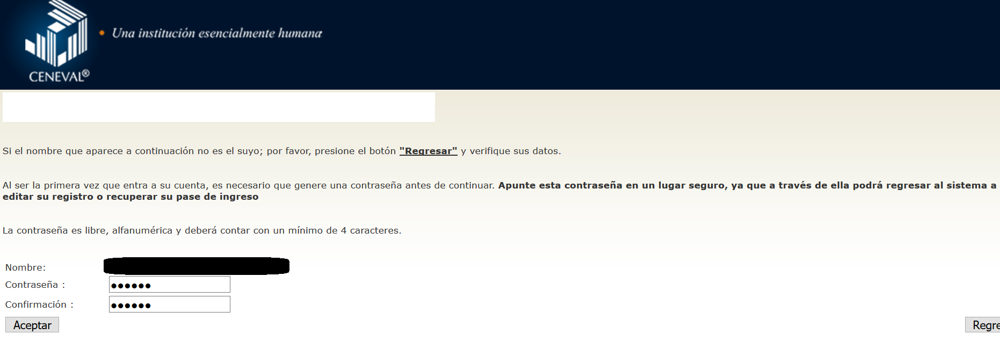 • Una institución esencialmente humana
CENEVAL®
Si el nombre que aparece a continuación no es el suyo; por favor, presione el botón "Regresar" y verifique sus datos.
Al ser la primera vez que entra a su cuenta, es necesario que genere una contraseña antes de continuar. Apunte esta contraseña en un lugar seguro, ya que a través de ella podrá regresar al sistema a
editar su registro o recuperar su pase de ingreso
La contraseña es libre, alfanumérica y deberá contar con un mínimo de 4 caracteres.
Nombre:
Contraseña : ●●●●●●
Confirmación : ●●●●●●
Aceptar Regre